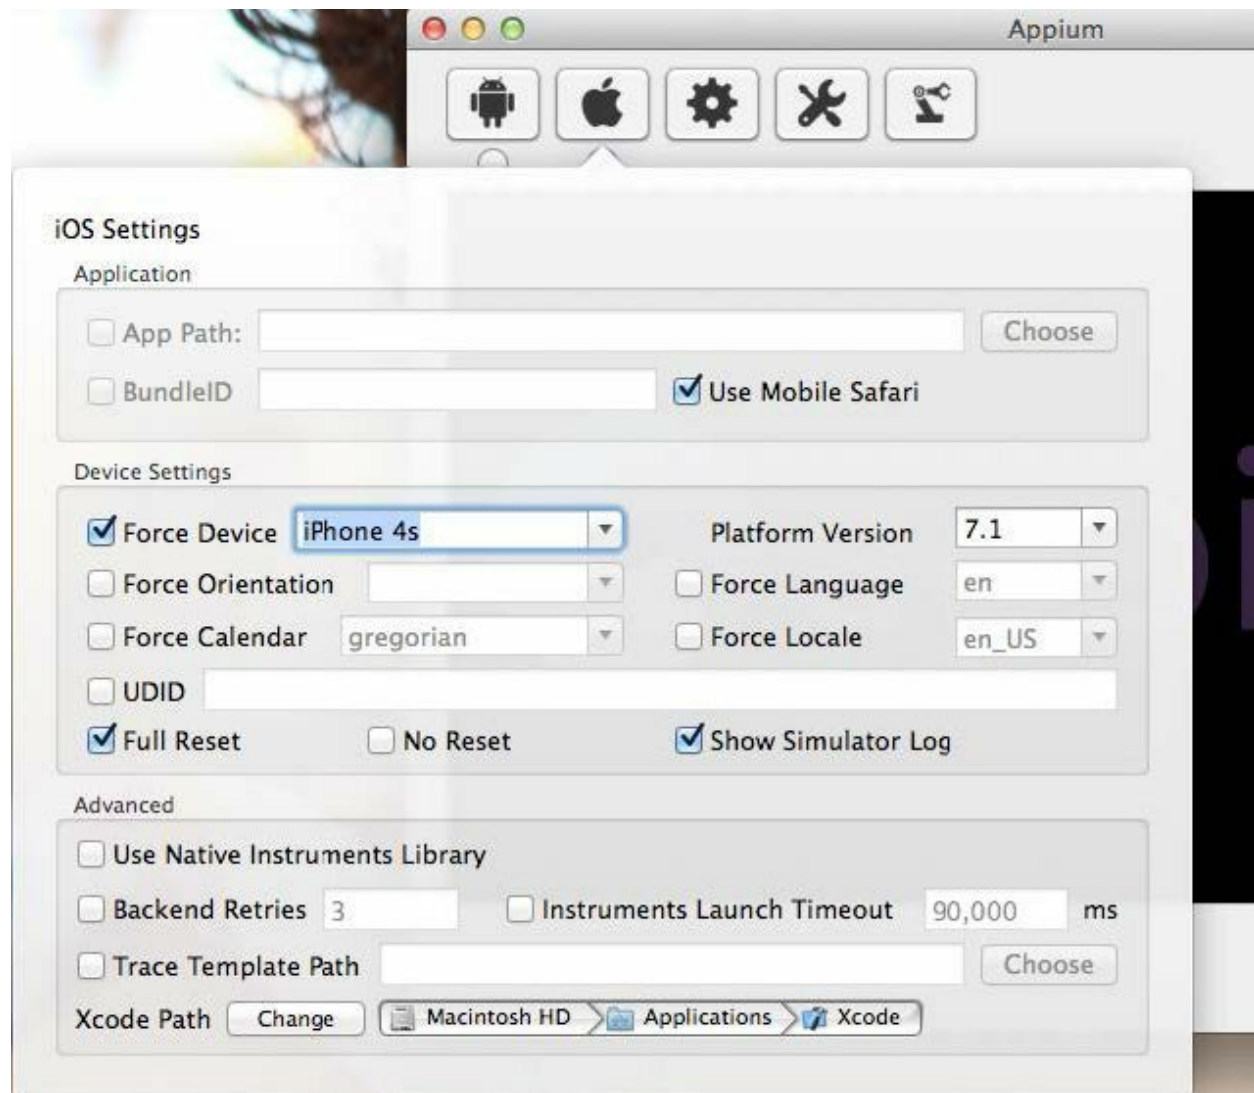 Appium
iOS Settings
Application
App Path: Choose
BundleID Use Mobile Safari
Device Settings
Force Device iPhone 4s Platform Version 7.1
Force Orientation Force Language en
Force Calendar gregorian Force Locale en_US
UDID
Full Reset No Reset Show Simulator Log
Advanced
Use Native Instruments Library
Backend Retries 3 Instruments Launch Timeout 90,000 ms
Trace Template Path Choose
Xcode Path Change Macintosh HD Applications Xcode